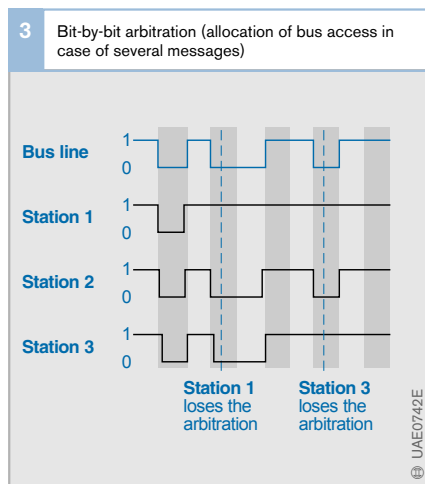 3
Bit-by-bit arbitration (allocation of bus access in
case of several messages)
Bus line
1
0
Station 1
1
0
Station 2
1
0
Station 3
1
0
Station 1
loses the
arbitration
Station 3
loses the
arbitration
UAE0742E